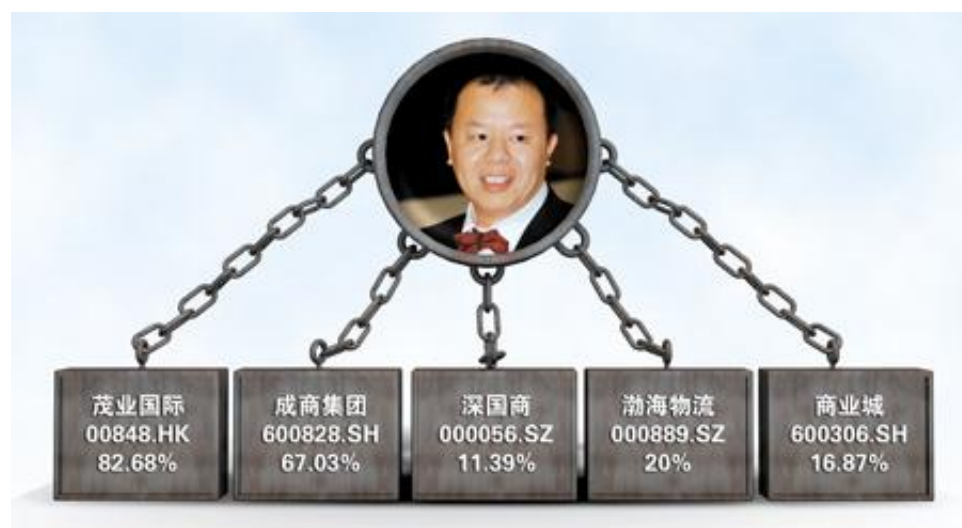 茂业国际
00848.HK
82.68%
成商集团
600828.SH
67.03%
深国商
000056.SZ
11.39%
渤海物流
000889.SZ
20%
商业城
600306.SH
16.87%